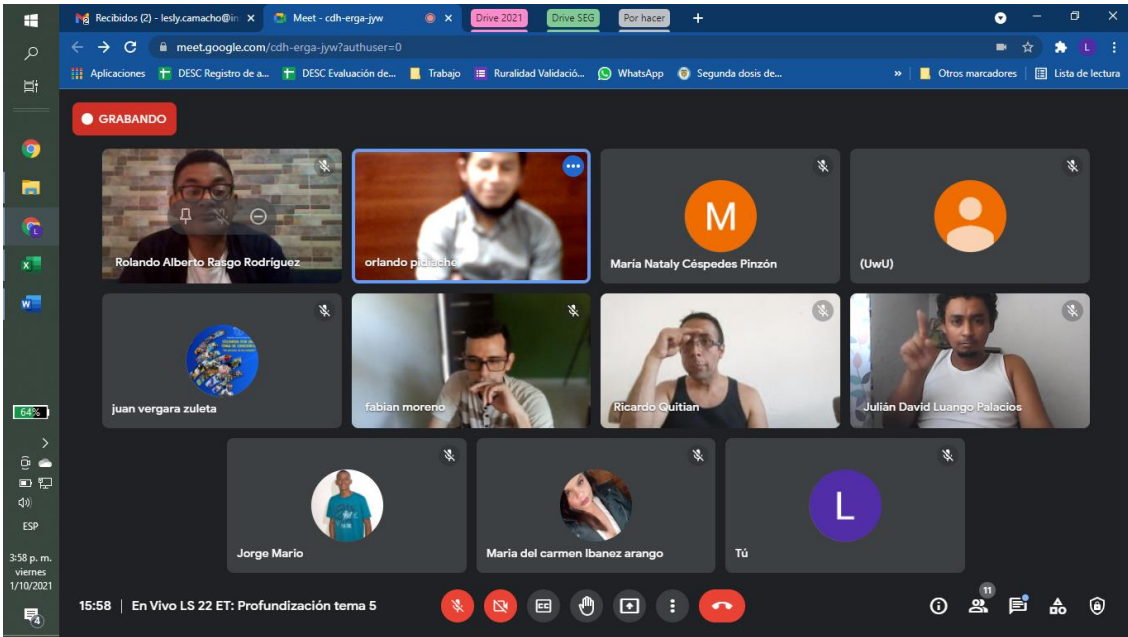 Recibidos (2) - lesly.camacho@in
Meet - cdh-erga-jyw
Drive 2021
Drive SEG
Por hacer
meet.google.com/cdh-erga-jyw?authuser=0
L
Aplicaciones
DESC Registro de a...
DESC Evaluación de...
Trabajo
Ruralidad Validació...
WhatsApp
Segunda dosis de...
»
Otros marcadores
Lista de lectura
GRABANDO
Rolando Alberto Rasgo Rodríguez
orlando pidiache
M
María Nataly Céspedes Pinzón
(UwU)
juan vergara zuleta
fabian moreno
Ricardo Quitian
Julián David Luango Palacios
Jorge Mario
Maria del carmen Ibanez arango
L
Tú
64%
ESP
3:58 p. m.
viernes
1/10/2021
4
15:58 | En Vivo LS 22 ET: Profundización tema 5
CC
11